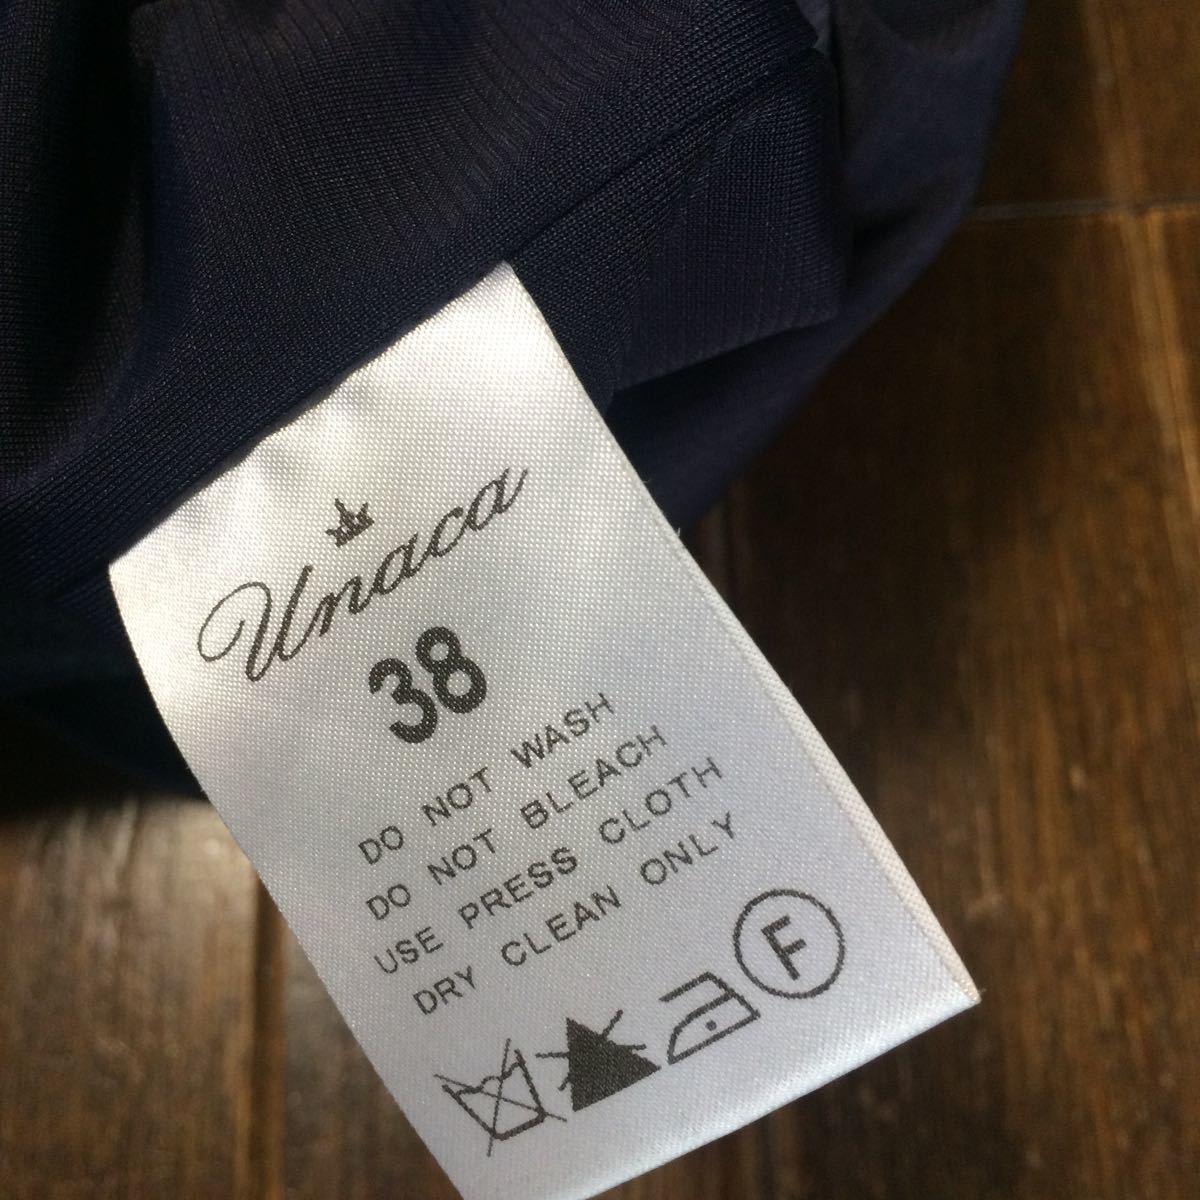 Unaca
38
DO NOT WASH
DO NOT BLEACH
USE PRESS CLOTH
DRY CLEAN ONLY
F